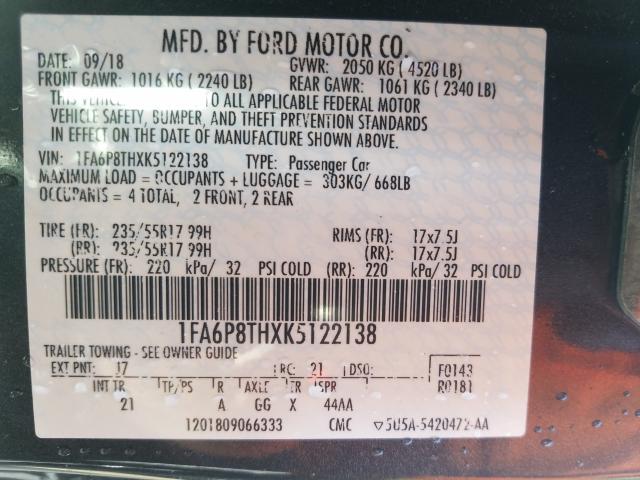 MFD. BY FORD MOTOR CO.
DATE: 09/18 GVWR: 2050 KG ( 4520 LB)
FRONT GAWR: 1016 KG ( 2240 LB) REAR GAWR: 1061 KG ( 2340 LB)
THIS TO ALL APPLICABLE FEDERAL MOTOR
VEHICLE SAFETY, BUMPER, AND THEFT PREVENTION STANDARDS
IN EFFECT ON THE DATE OF MANUFACTURE SHOWN ABOVE.
VIN: 1FA6P8THXK5122138 TYPE: Passenger Car
MAXIMUM LOAD = OCCUPANTS + LUGGAGE = 303KG/ 668LB
OCCUPANTS = 4 TOTAL, 2 FRONT, 2 REAR
TIRE (FR): 235/55R17 99H RIMS (FR): 17x7.5J
(RR): 235/55R17 99H (RR): 17x7.5J
PRESSURE (FR): 220 kPa/ 32 PSI COLD (RR): 220 kPa/ 32 PSI COLD
1FA6P8THXK5122138
TRAILER TOWING - SEE OWNER GUIDE
EXT PNT: J7 RC: 21 DSO: F0143
INT TR TP/PS R AXLE TR SPR R0181
21 A GG X 44AA
1201809066333 CMC ▽5U5A-5420472-AA